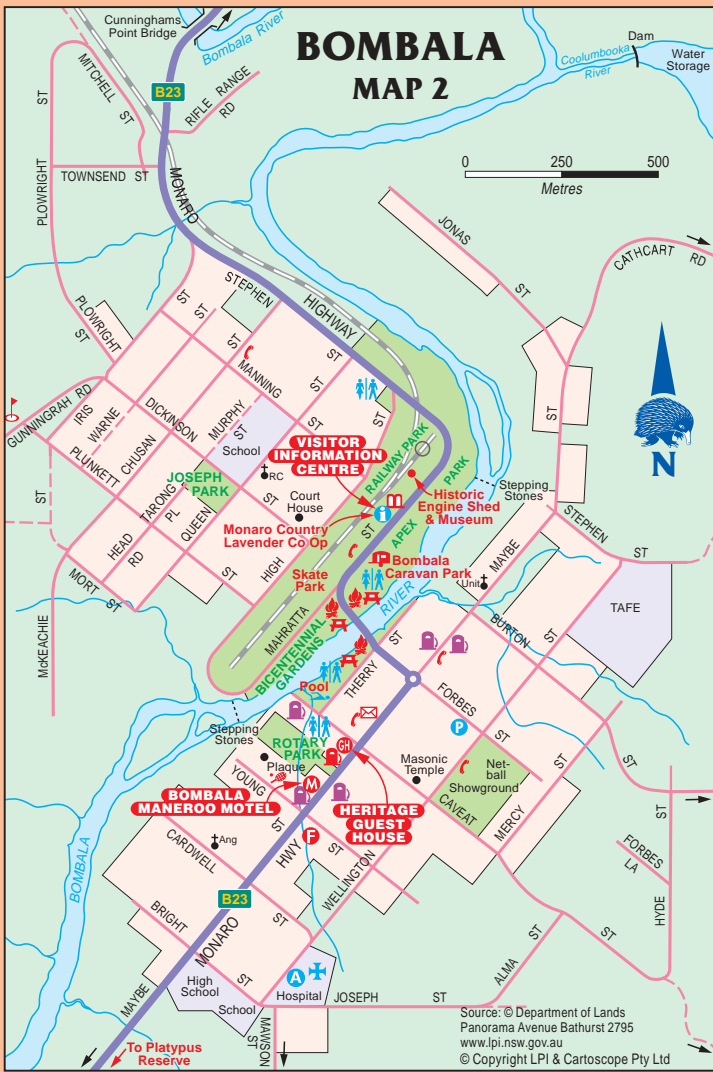 BOMBALA
MAP 2
Cunninghams
Point Bridge
Bombala River
Dam
Coolumbooka
River
Water
Storage
B23
MITCHELL ST
RIFLE RANGE
RD
PLOWRIGHT ST
TOWNSEND ST
MONARO
HIGHWAY
0 250 500
Metres
JONAS
ST
CATHCART RD
N
STEPHEN
ST
PLOWRIGHT
ST
ST
ST
ST
MANNING
ST
ST
GUNNINGRAH RD
IRIS
WARNE
DICKINSON
MURPHY
ST
School
CHUSAN
PLUNKETT
JOSEPH
PARK
RC
ST
VISITOR
INFORMATION
CENTRE
RAILWAY PARK
PARK
APEX
Historic
Engine Shed
& Museum
Stepping
Stones
Court
House
Monaro Country
Lavender Co Op
ST
ST
TARONG
PL
QUEEN
HEAD
RD
ST
HIGH
MORT ST
McKEACHIE
ST
Skate
Park
MAHRATTA
Bombala
Caravan Park
RIVER
Unit
MAYBE
STEPHEN
ST
TAFE
BURTON
ST
BICENTENNIAL
GARDENS
Pool
THERRY
ST
FORBES
ST
P
Stepping
Stones
ROTARY
PARK
GH
Plaque
YOUNG
ST
M
BOMBALA
MANEROO MOTEL
HERITAGE
GUEST
HOUSE
Masonic
Temple
Net-
ball
Showground
CAVEAT
MERCY
ST
ST
ST
FORBES
LA
HYDE
ST
F
HWY
Ang
CARDWELL
ST
WELLINGTON
ST
BOMBALA
B23
BRIGHT
ST
MONARO
MAYBE
High
School
School
A
Hospital
JOSEPH ST
MAWSON
ST
ALMA
ST
To Platypus
Reserve
Source: © Department of Lands
Panorama Avenue Bathurst 2795
www.lpi.nsw.gov.au
© Copyright LPI & Cartoscope Pty Ltd